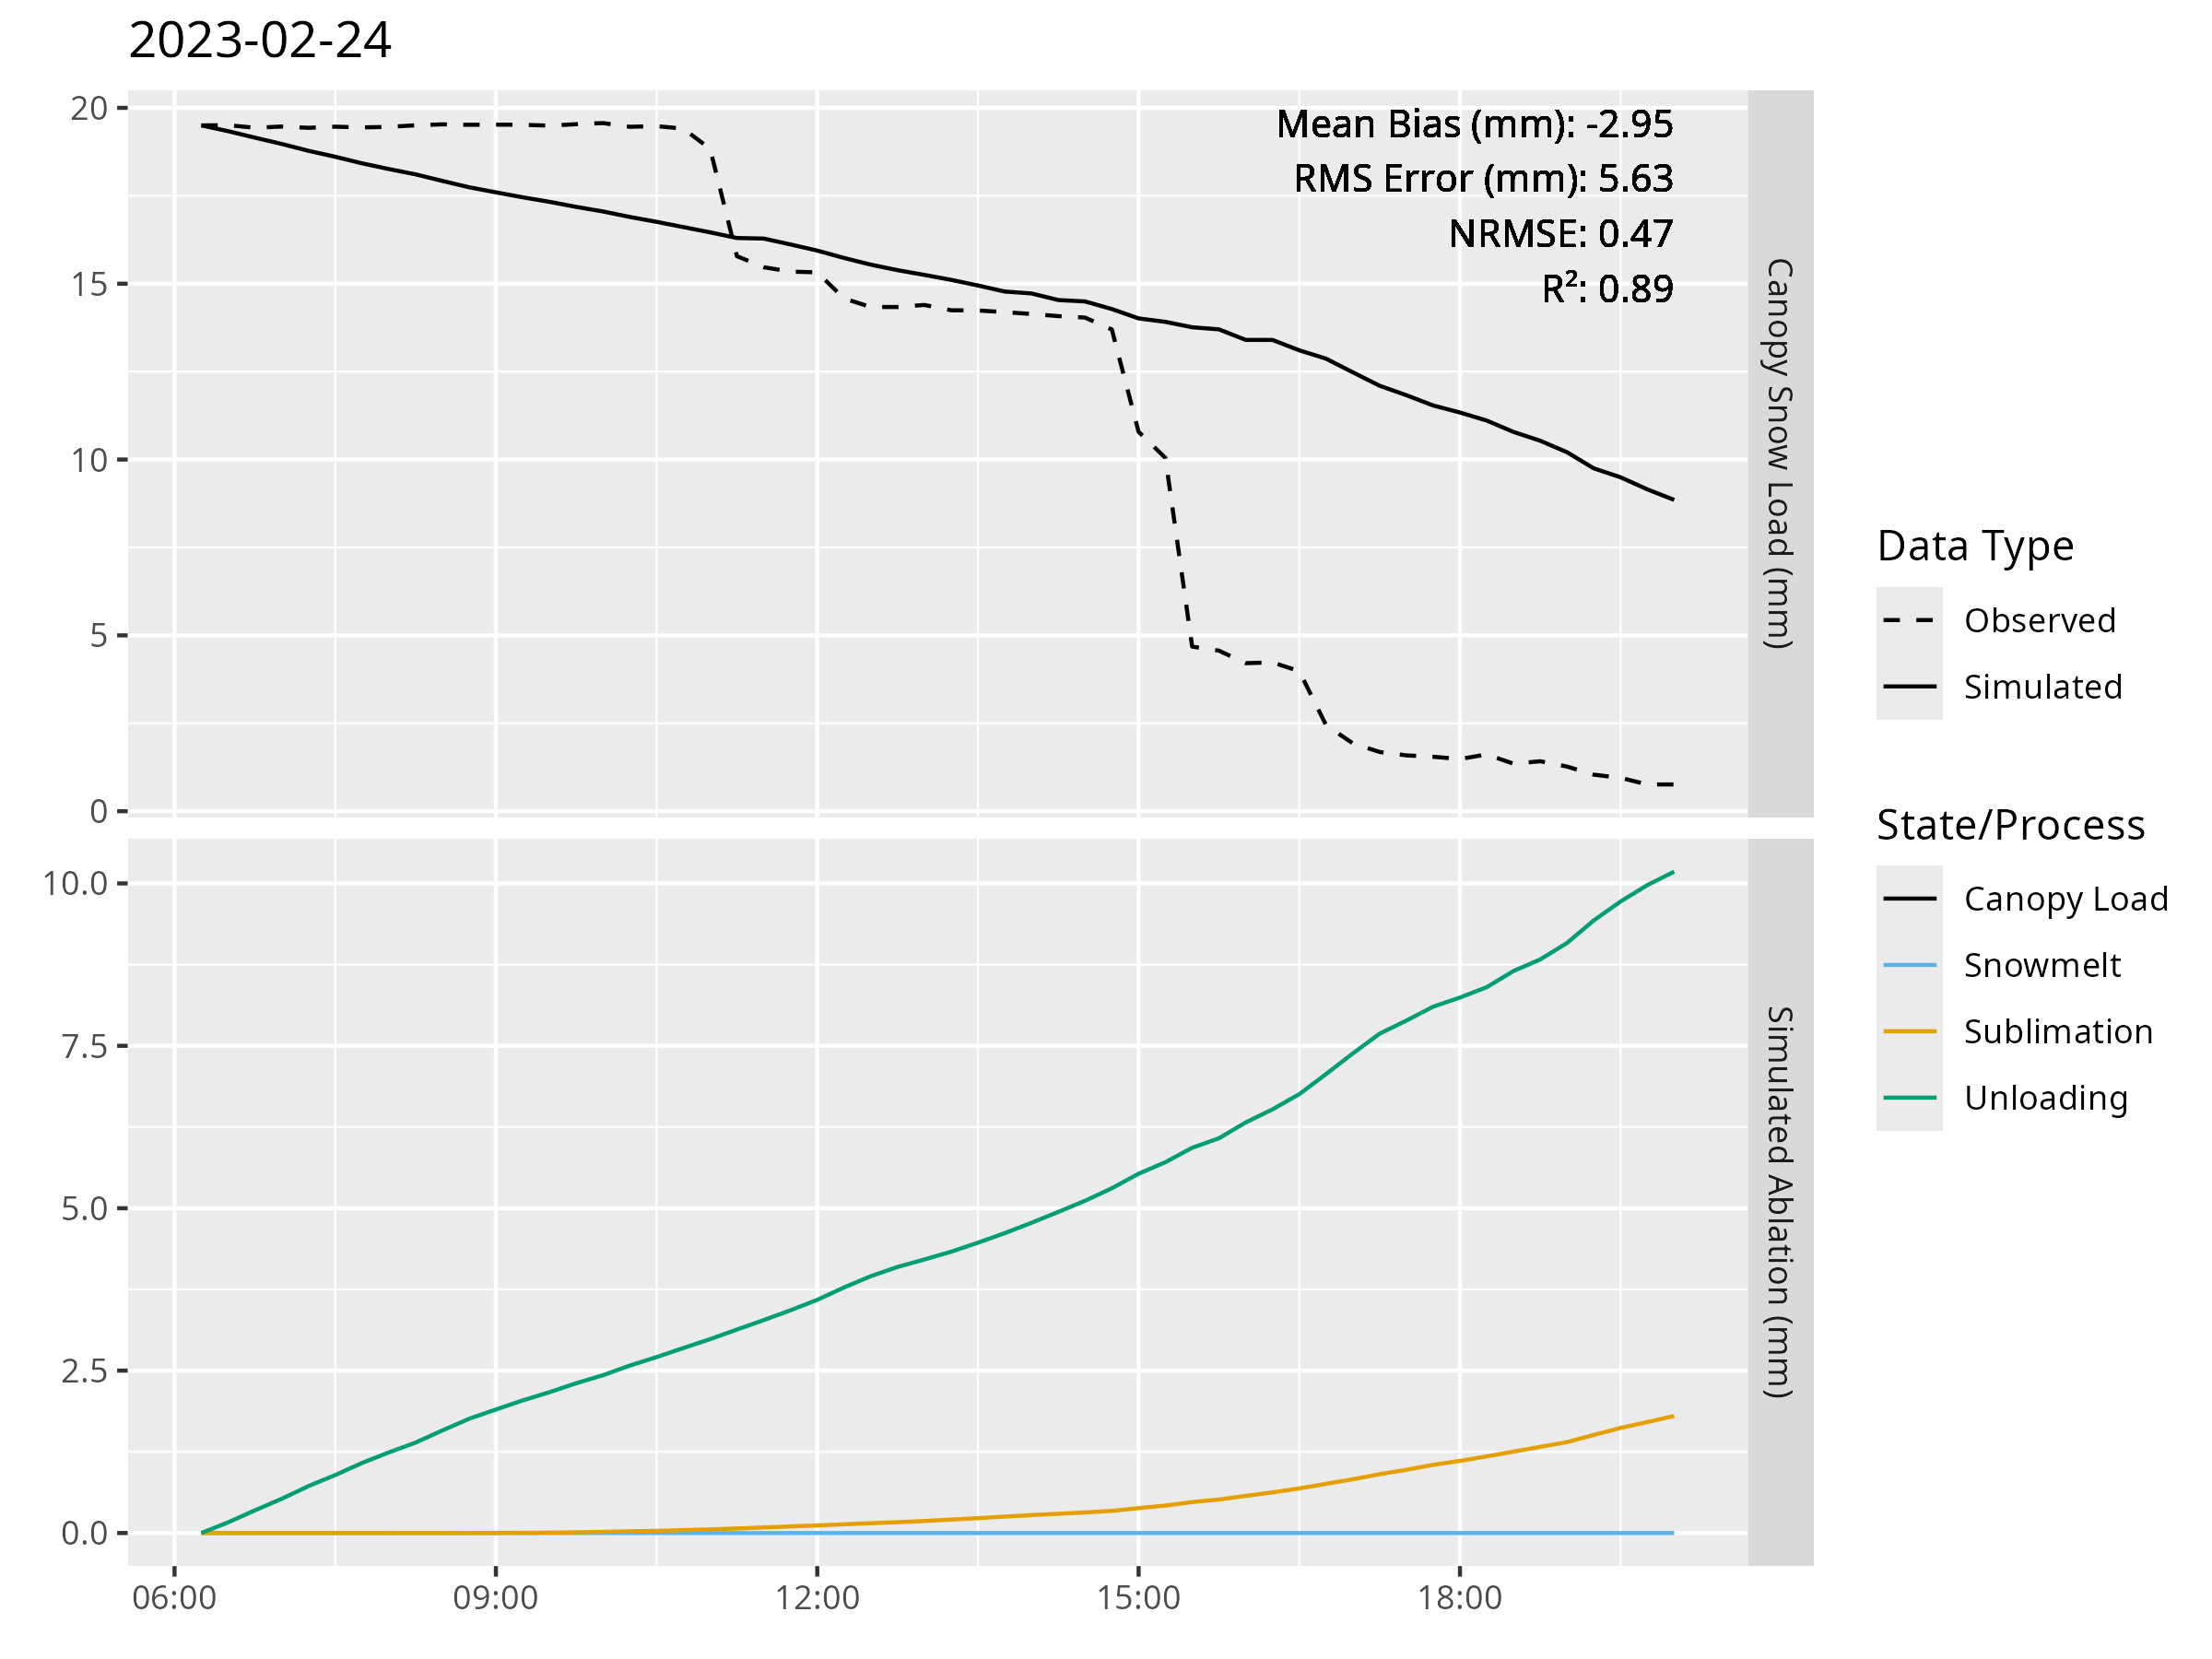 2023-02-24
20
15
10
5
0
Mean Bias (mm): -2.95
RMS Error (mm): 5.63
NRMSE: 0.47
R²: 0.89
Canopy Snow Load (mm)
10.0
7.5
5.0
2.5
0.0
Simulated Ablation (mm)
06:00
09:00
12:00
15:00
18:00
Data Type
Observed
Simulated
State/Process
Canopy Load
Snowmelt
Sublimation
Unloading